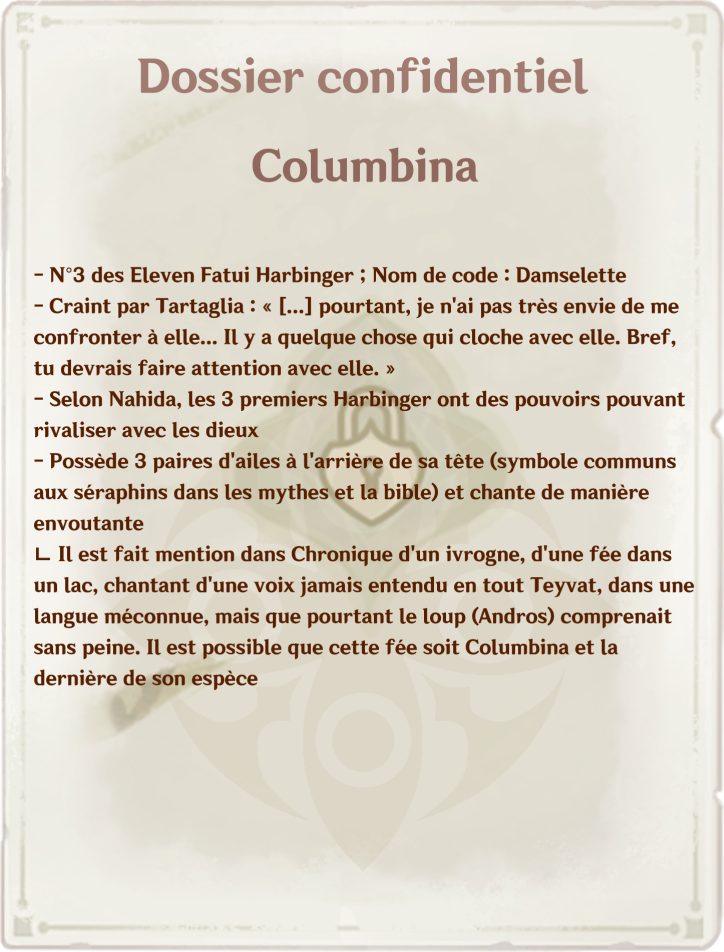 Dossier confidentiel
Columbina
- N°3 des Eleven Fatui Harbinger ; Nom de code : Damselette
- Craint par Tartaglia : « [...] pourtant, je n'ai pas très envie de me
confronter à elle... Il y a quelque chose qui cloche avec elle. Bref,
tu devrais faire attention avec elle. »
- Selon Nahida, les 3 premiers Harbinger ont des pouvoirs pouvant
rivaliser avec les dieux
- Possède 3 paires d'ailes à l'arrière de sa tête (symbole communs
aux séraphins dans les mythes et la bible) et chante de manière
envoutante
ㄴ Il est fait mention dans Chronique d'un ivrogne, d'une fée dans
un lac, chantant d'une voix jamais entendu en tout Teyvat, dans une
langue méconnue, mais que pourtant le loup (Andros) comprenait
sans peine. Il est possible que cette fée soit Columbina et la
dernière de son espèce